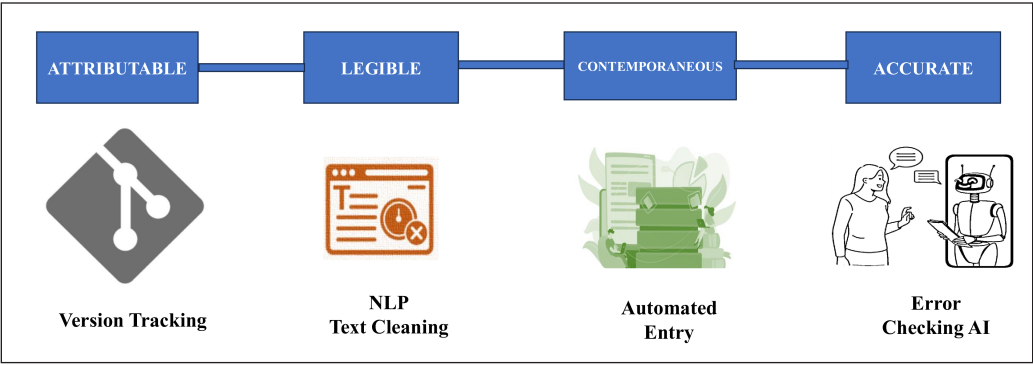 ATTRIBUTABLE
LEGIBLE
CONTEMPORANEOUS
ACCURATE
Version Tracking
NLP
Text Cleaning
Automated
Entry
Error
Checking AI